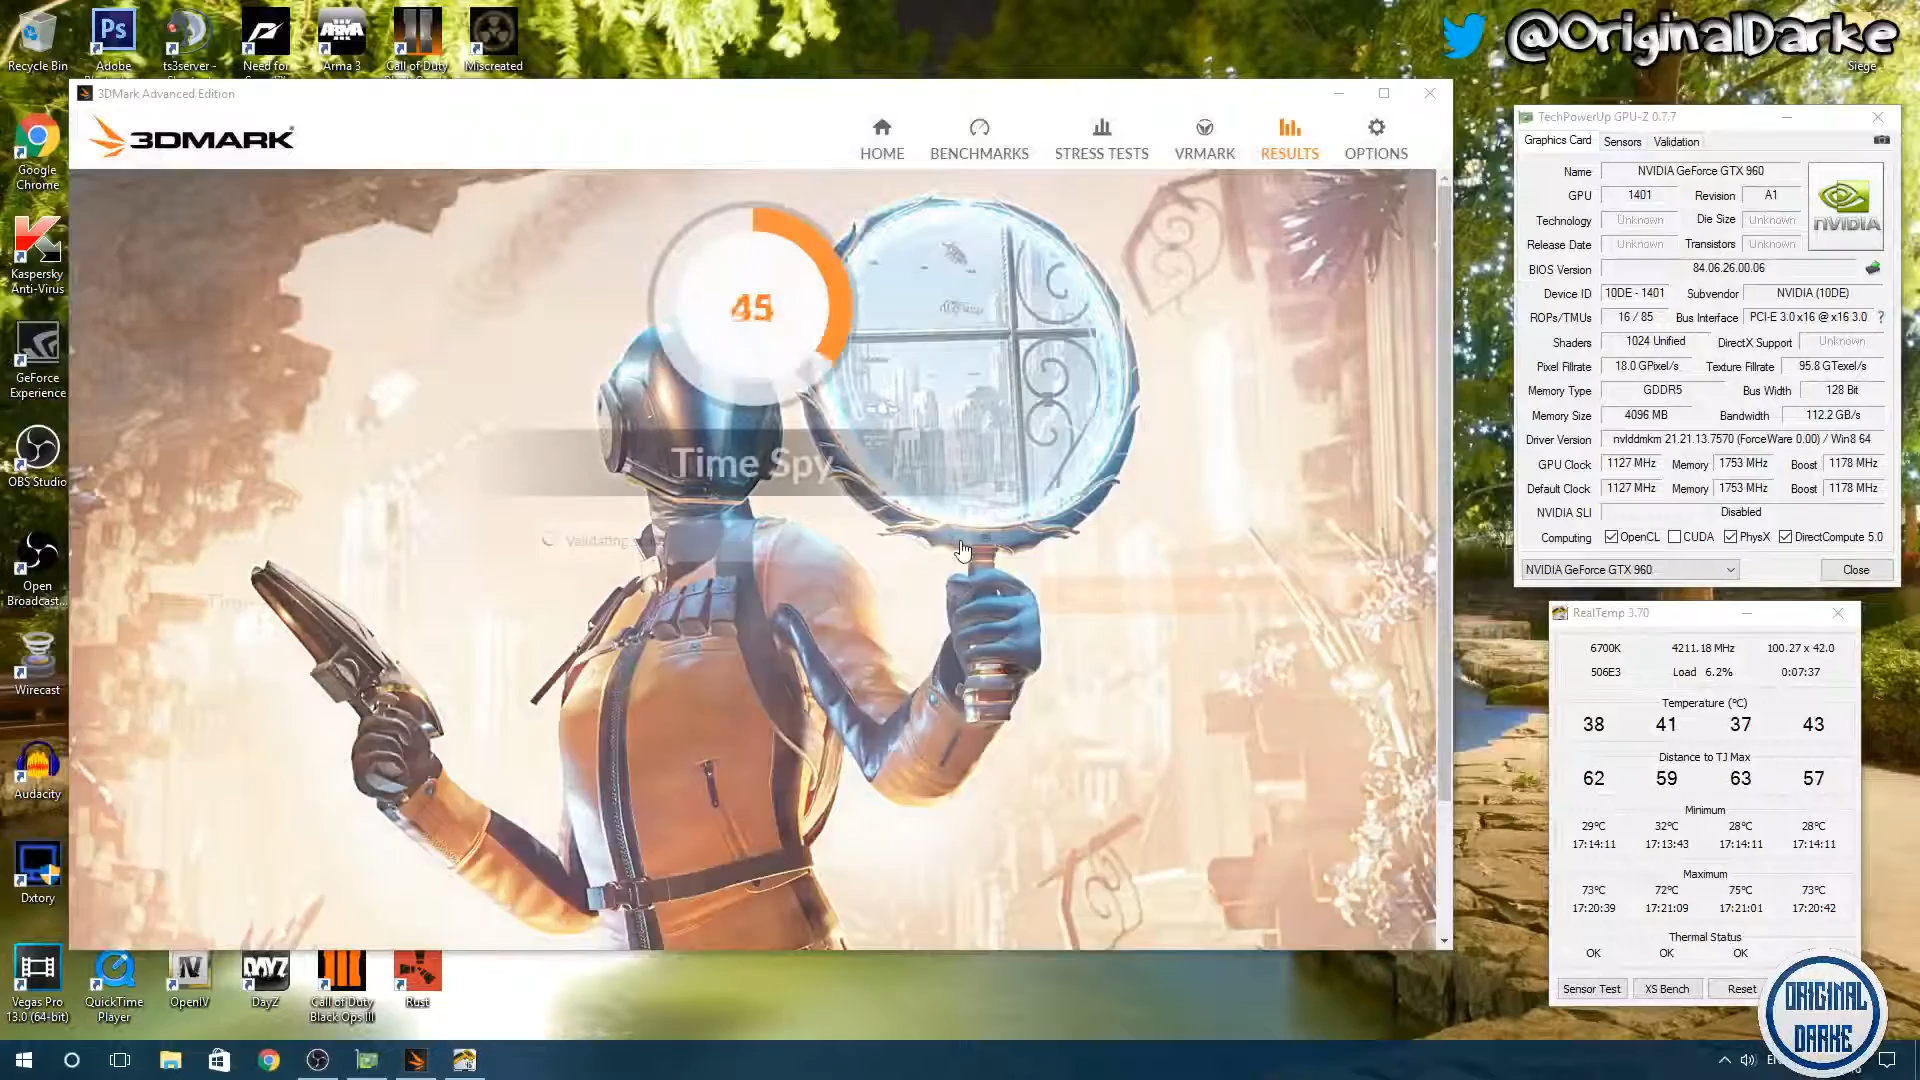 Recycle Bin
Adobe
ts3server -
Need for
Arma 3
Call of Duty
Miscreated
@OriginalDarke
Siege
Google
Chrome
Kaspersky
Anti-Virus
GeForce
Experience
OBS Studio
Open
Broadcast...
Wirecast
Audacity
Dxtory
Vegas Pro
13.0 (64-bit)
QuickTime
Player
OpenIV
DayZ
Call of Duty
Black Ops III
Rust
3DMark Advanced Edition
3DMARK
HOME
BENCHMARKS
STRESS TESTS
VRMARK
RESULTS
OPTIONS
45
Time Spy
Validating
TechPowerUp GPU-Z 0.7.7
Graphics Card Sensors Validation
Name NVIDIA GeForce GTX 960
GPU 1401 Revision A1
Technology Unknown Die Size Unknown
Release Date Unknown Transistors Unknown
NVIDIA
BIOS Version 84.06.26.00.06
Device ID 10DE - 1401 Subvendor NVIDIA (10DE)
ROPs/TMUs 16 / 85 Bus Interface PCI-E 3.0 x16 @ x16 3.0 ?
Shaders 1024 Unified DirectX Support Unknown
Pixel Fillrate 18.0 GPixel/s Texture Fillrate 95.8 GTexel/s
Memory Type GDDR5 Bus Width 128 Bit
Memory Size 4096 MB Bandwidth 112.2 GB/s
Driver Version nvlddmkm 21.21.13.7570 (ForceWare 0.00) / Win8 64
GPU Clock 1127 MHz Memory 1753 MHz Boost 1178 MHz
Default Clock 1127 MHz Memory 1753 MHz Boost 1178 MHz
NVIDIA SLI Disabled
Computing OpenCL CUDA PhysX DirectCompute 5.0
NVIDIA GeForce GTX 960 Close
RealTemp 3.70
6700K 4211.18 MHz 100.27 x 42.0
506E3 Load 6.2% 0:07:37
Temperature (°C)
38 41 37 43
Distance to TJ Max
62 59 63 57
Minimum
29°C 32°C 28°C 28°C
17:14:11 17:13:43 17:14:11 17:14:11
Maximum
73°C 72°C 75°C 73°C
17:20:39 17:21:09 17:21:01 17:20:42
Thermal Status
OK OK OK
Sensor Test XS Bench Reset
ORIGINAL
DARKE